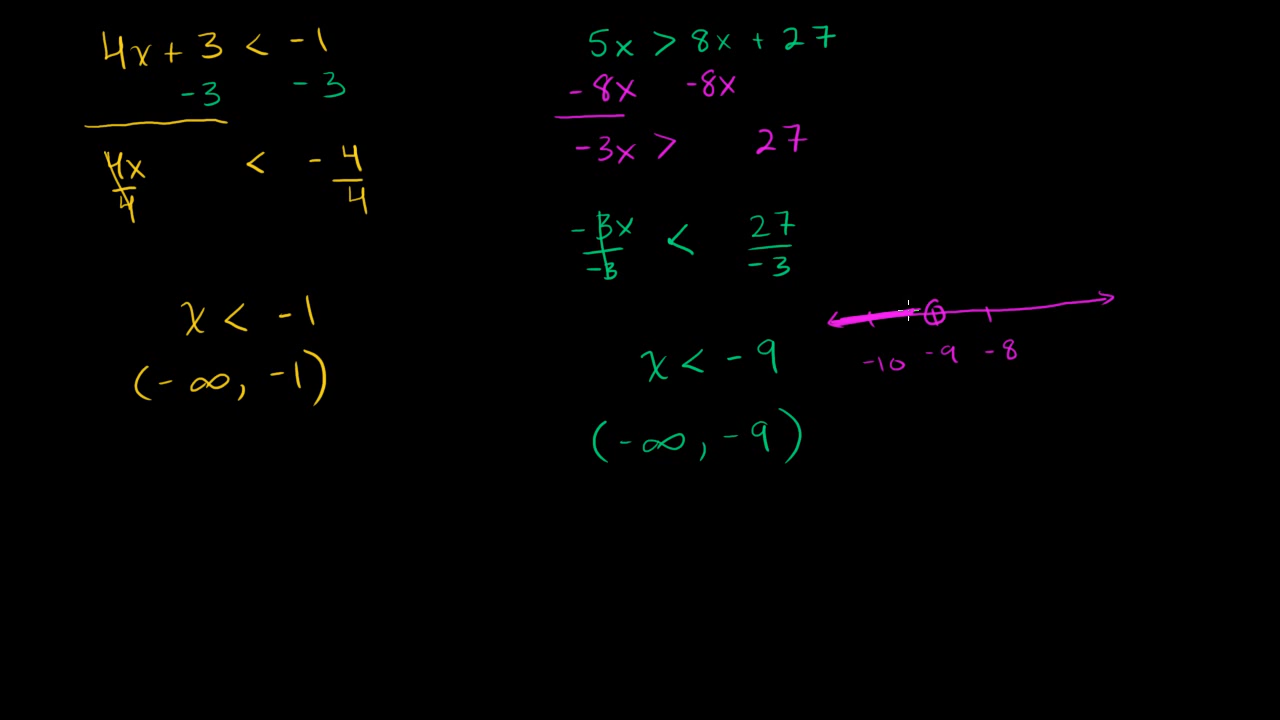 4x + 3 < -1
-3 -3
4x < -4
4 4
x < -1
(-∞, -1)
5x > 8x + 27
-8x -8x
-3x > 27
-3x < 27
-3 -3
x < -9
(-∞, -9)
-10 -9 -8